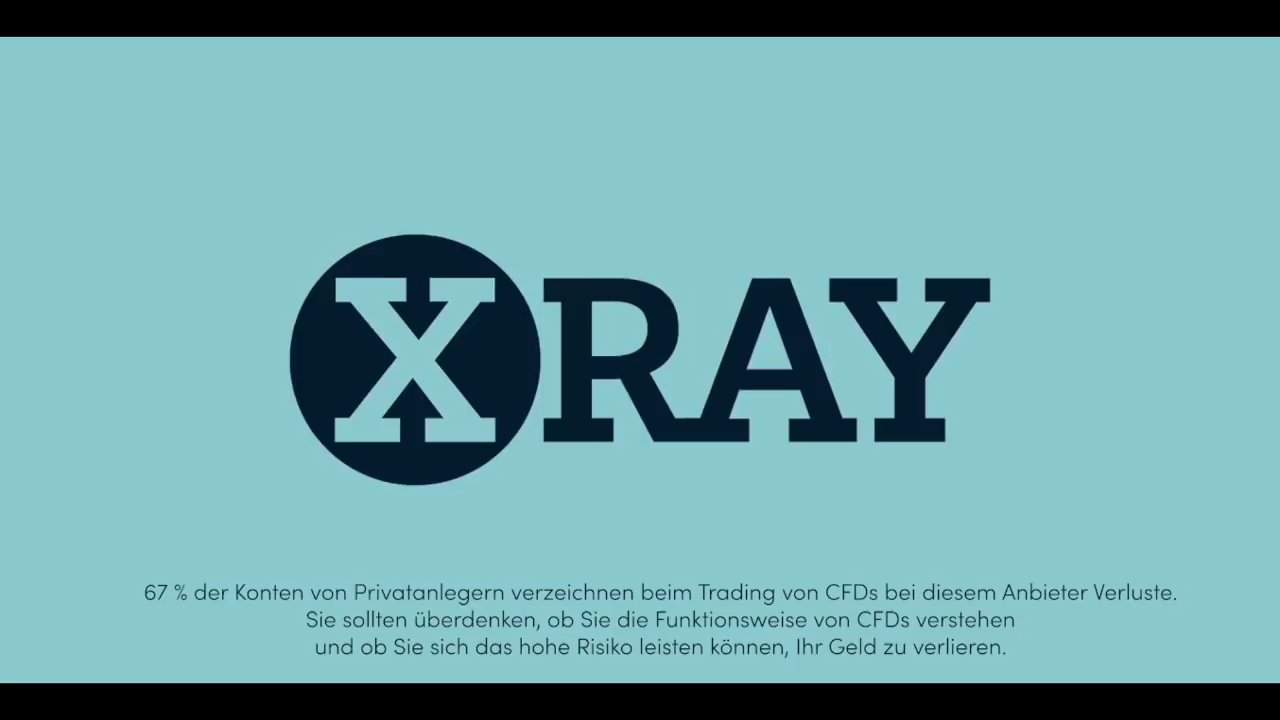 XRAY
67 % der Konten von Privatanlegern verzeichnen beim Trading von CFDs bei diesem Anbieter Verluste.
Sie sollten überdenken, ob Sie die Funktionsweise von CFDs verstehen
und ob Sie sich das hohe Risiko leisten können, Ihr Geld zu verlieren.